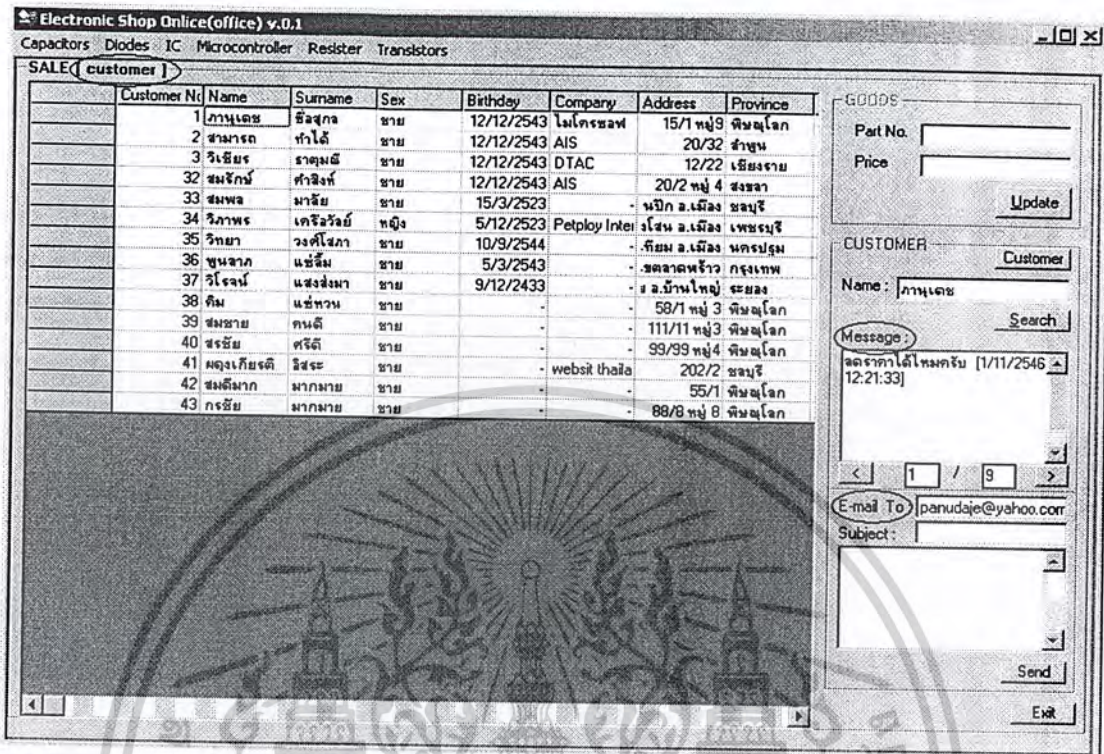 Electronic Shop Onlice(office) v.0.1
Capacitors Diodes IC Microcontroller Resister Transistors
SALE [ customer ]
Customer No Name Surname Sex Birthday Company Address Province
1 ภานุเดช ชาย 12/12/2543 ไมโครซอฟ 15/1 หมู่9 พิษณุโลก
2 สามารถ ทำได้ ชาย 12/12/2543 AIS 20/32 ลำพูน
3 วิเชียร ธาตุมณี ชาย 12/12/2543 DTAC 12/22 เชียงราย
32 สมรักษ์ คำสิงห์ ชาย 12/12/2543 AIS 20/2 หมู่ 4 สงขลา
33 สมพล มาลัย ชาย 15/3/2523 - นปึก อ.เมือง ชลบุรี
34 วิภาพร เครือวัลย์ หญิง 5/12/2523 Petploy Inter งโสน อ.เมือง เพชรบุรี
35 วิทยา วงศ์โสภา ชาย 10/9/2544 - อ.เมือง นครปฐม
36 พูนลาภ แซ่ลิ้ม ชาย 5/3/2543 - ขตลาดพร้าว กรุงเทพ
37 วิโรจน์ แสงส่งมา ชาย 9/12/2433 - อ.บ้านใหญ่ ระยอง
38 คิม แซ่หวน ชาย - - 58/1 หมู่ 3 พิษณุโลก
39 สมชาย คนดี ชาย - - 111/11 หมู่3 พิษณุโลก
40 สรชัย ศรีดี ชาย - - 99/99 หมู่4 พิษณุโลก
41 ผดุงเกียรติ อิสระ ชาย - websit thaila 202/2 ชลบุรี
42 สมดีมาก มากมาย ชาย - - 55/1 พิษณุโลก
43 กรชัย มากมาย ชาย - - 88/8 หมู่ 8 พิษณุโลก
GOODS
Part No.
Price
Update
CUSTOMER
Customer
Name : ภานุเดช
Search
Message :
ลดราคาได้ไหมครับ [1/11/2546
12:21:33]
< 1 / 9 >
E-mail To panudaje@yahoo.com
Subject :
Send
Exit